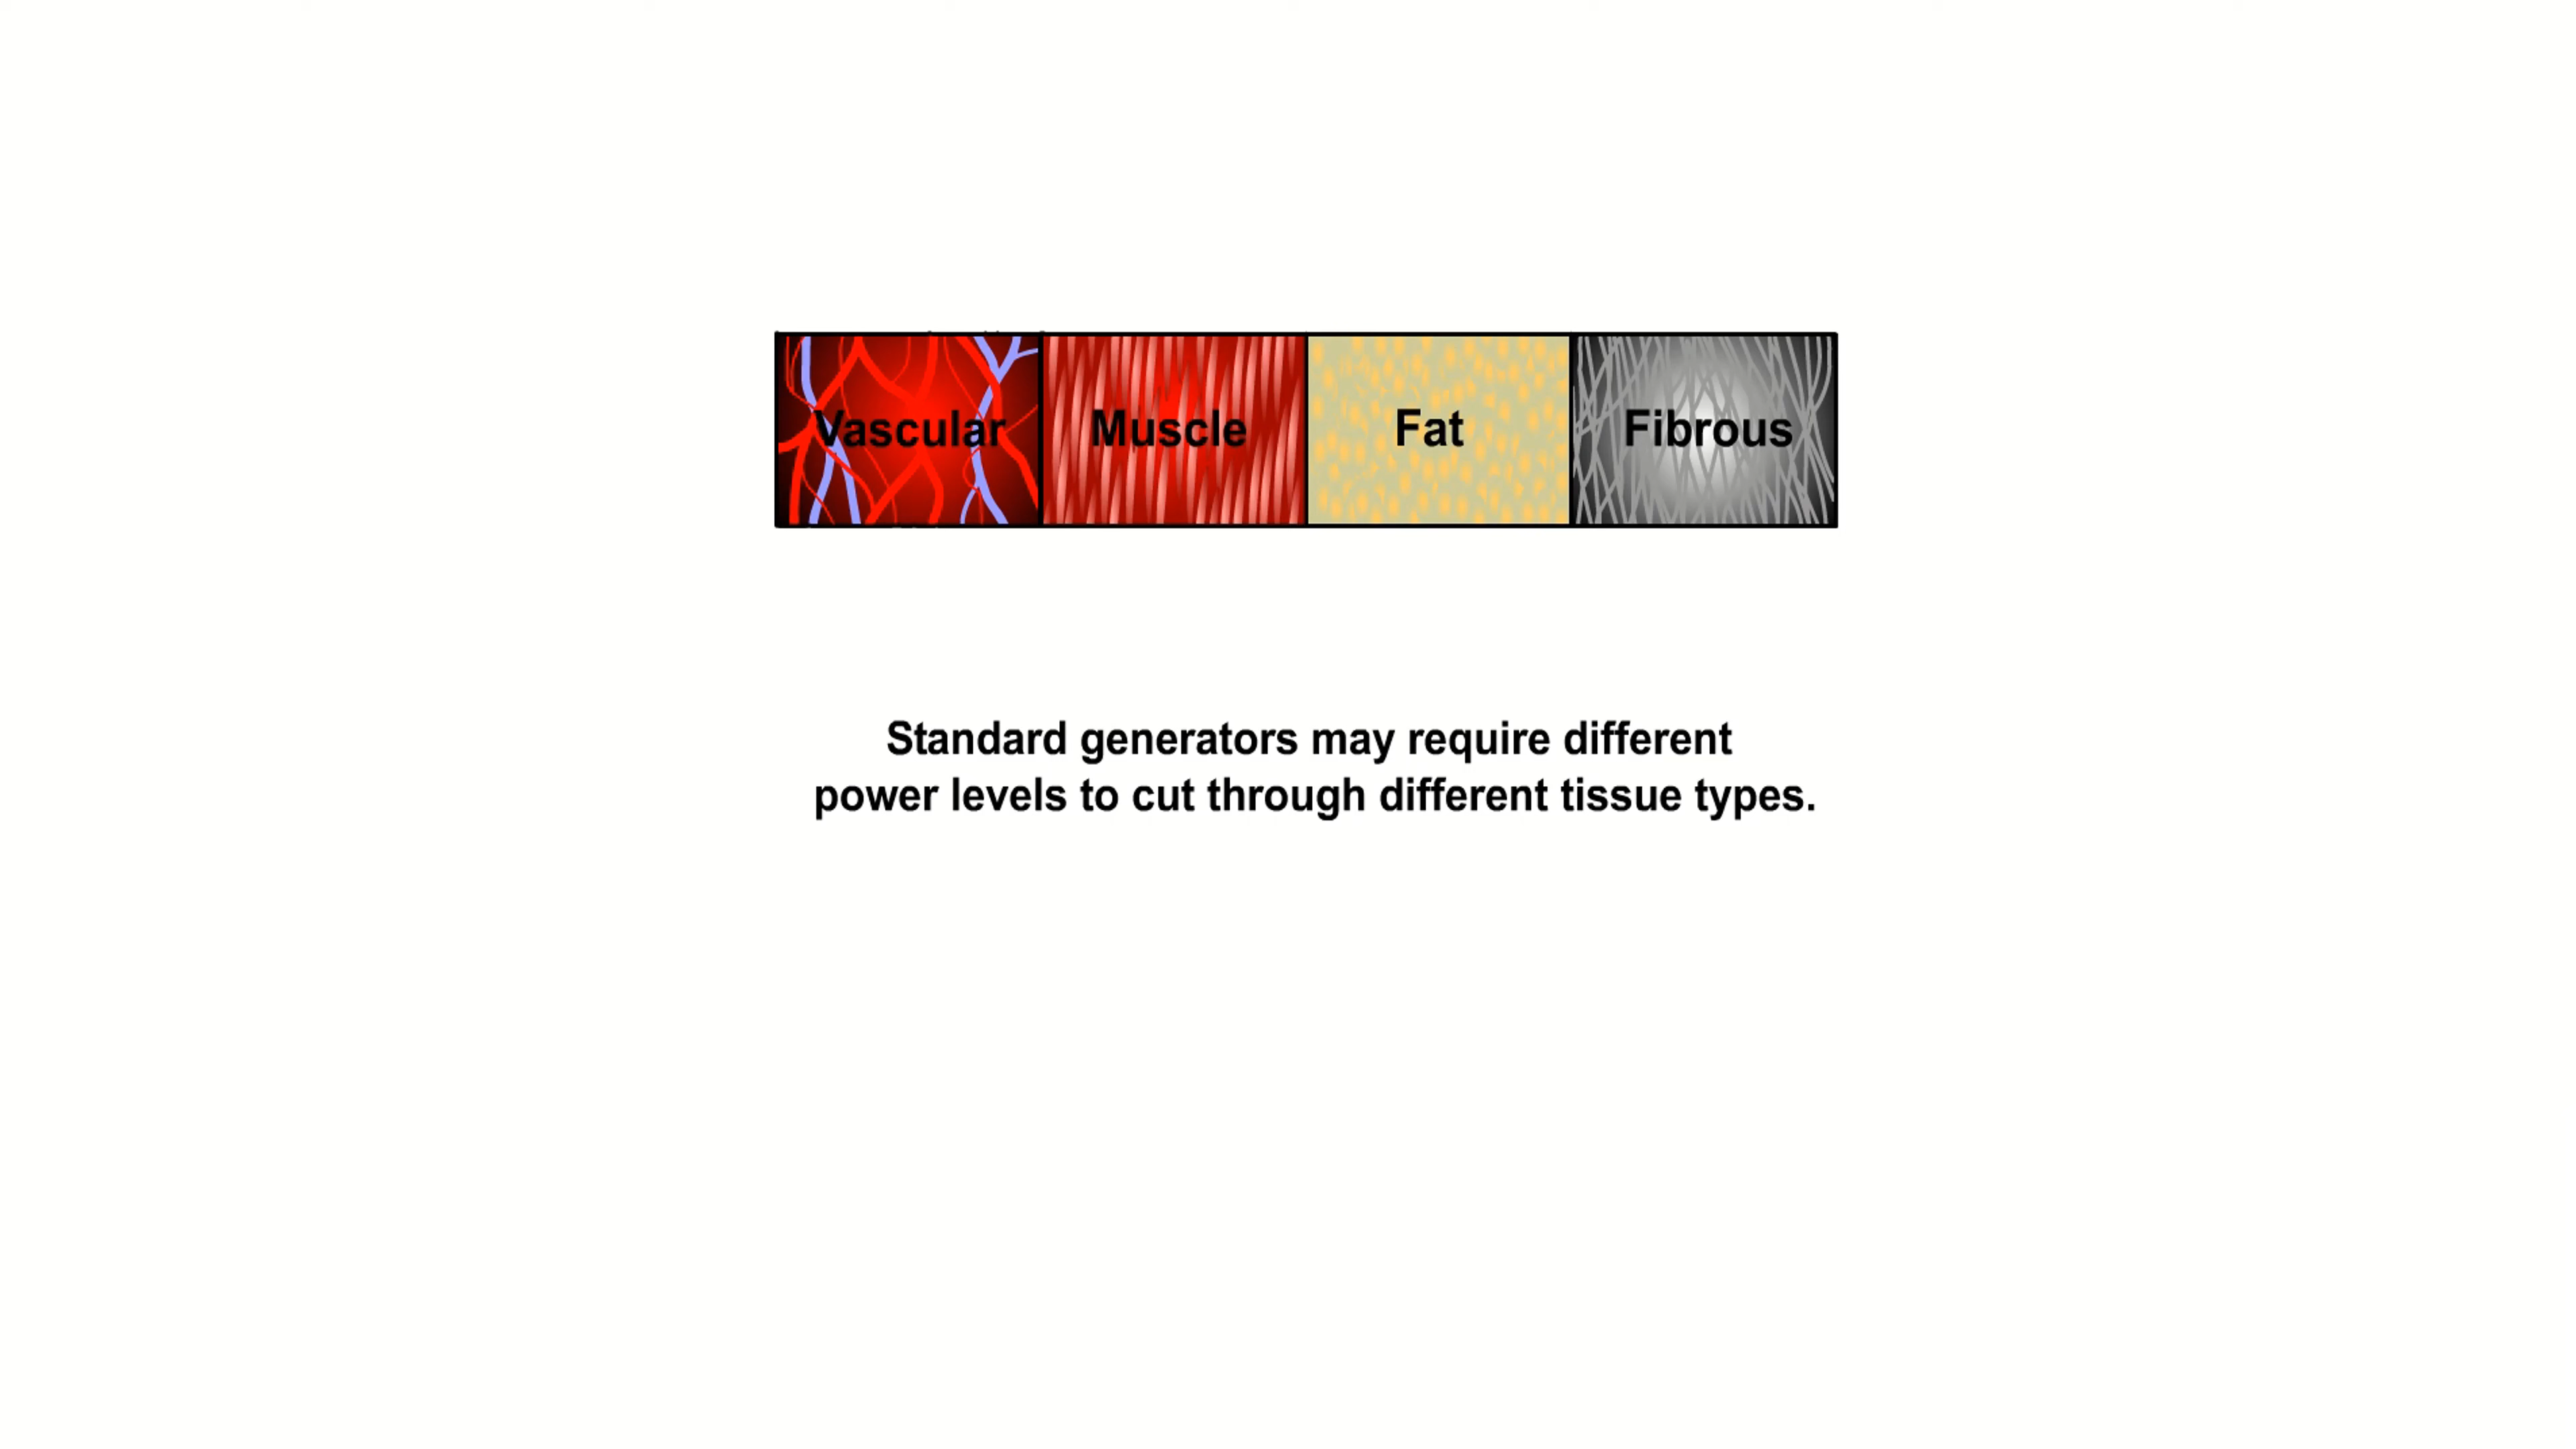 Vascular Muscle Fat Fibrous
Standard generators may require different
power levels to cut through different tissue types.